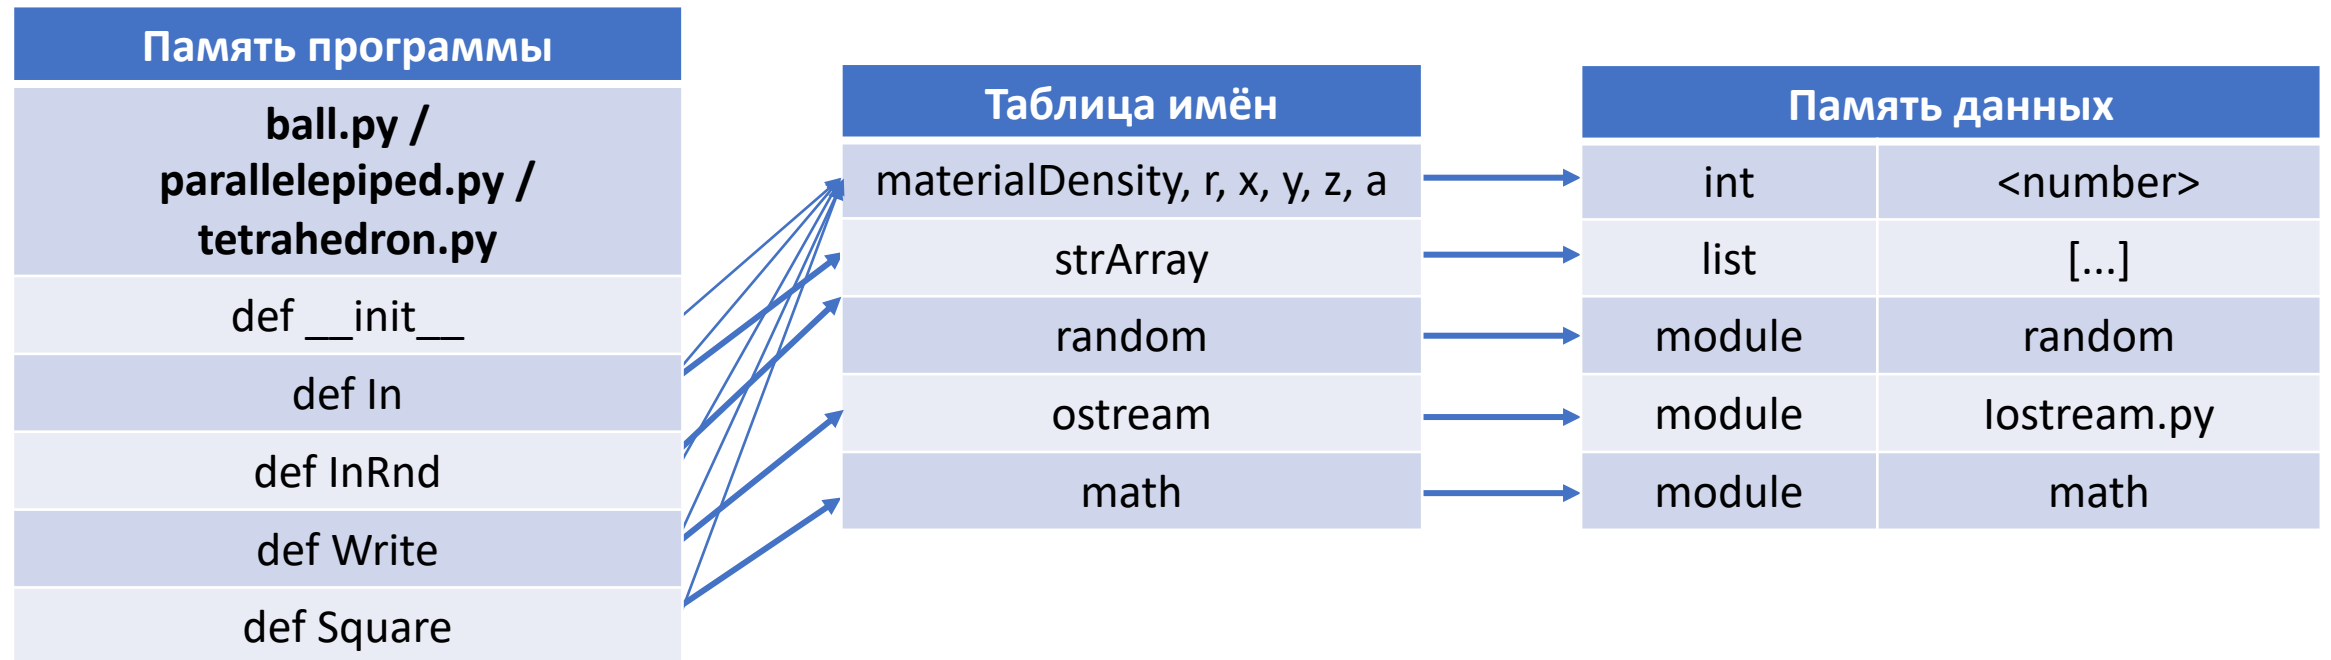 Память программы
ball.py /
parallelepiped.py /
tetrahedron.py
def __init__
def In
def InRnd
def Write
def Square
Таблица имён
materialDensity, r, x, y, z, a
strArray
random
ostream
math
Память данных
int <number>
list [...]
module random
module Iostream.py
module math